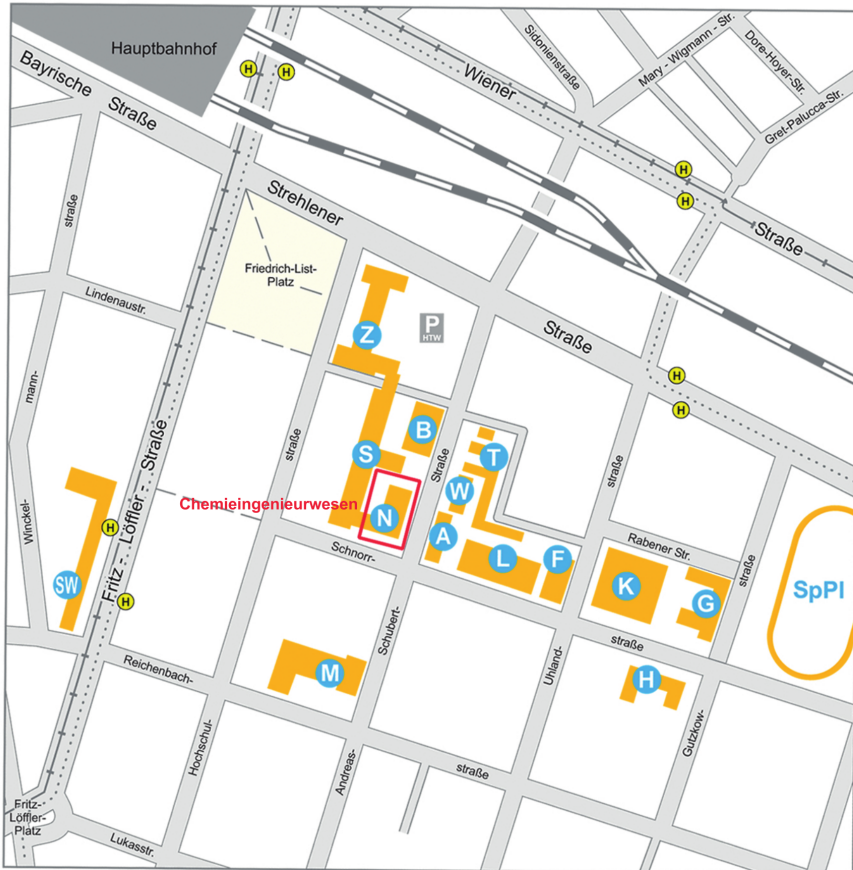 Hauptbahnhof
H
H
Bayrische
Straße
Wiener
Straße
Sidonienstraße
Mary - Wigmann - Str.
Dore-Hoyer-Str.
Gret-Palucca-Str.
H
H
Strehlener
Straße
Friedrich-List-
Platz
straße
Lindenaustr.
P
HTW
Z
H
H
mann-
Winckel-
Fritz - Löffler - Straße
straße
Straße
straße
B
S
T
W
Chemieingenieurwesen
N
A
L
F
Rabener Str.
K
G
straße
SpPl
H
SW
H
Schnorr-
straße
Schubert-
Uhland-
H
M
Reichenbach-
straße
Hochschul-
Andreas-
Gutzkow-
Fritz-
Löffler-
Platz
Lukasstr.